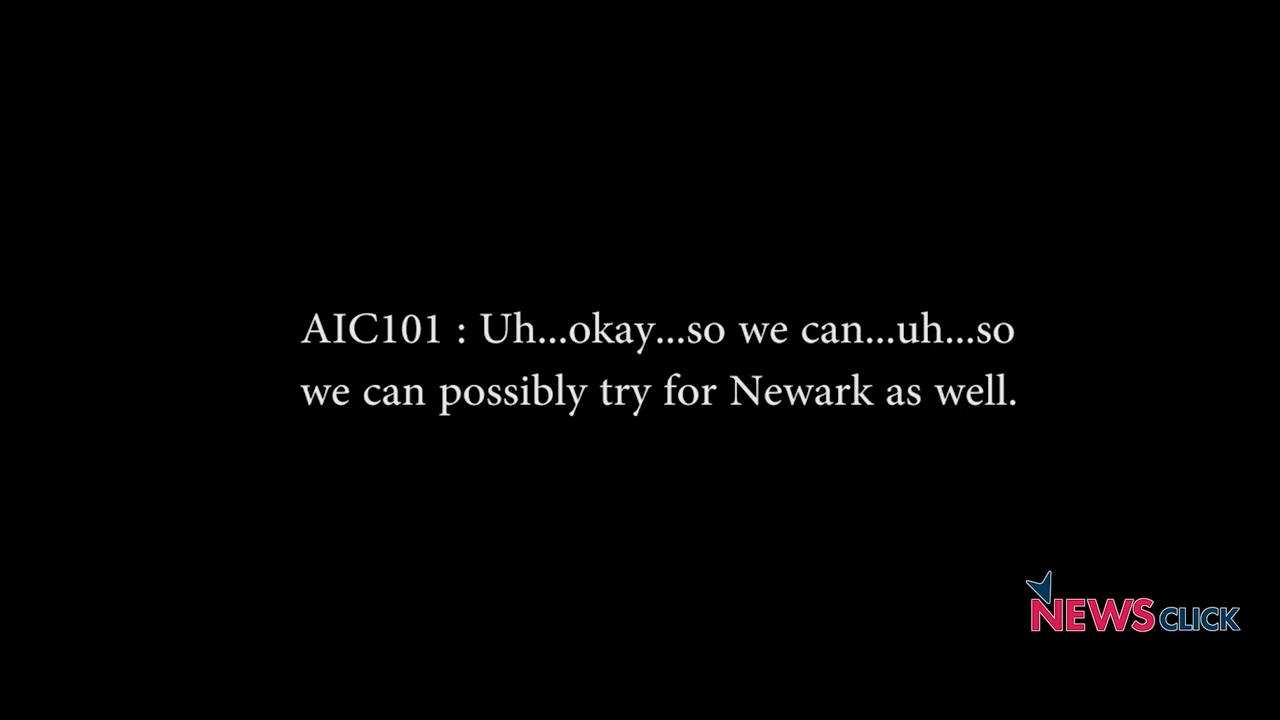 AIC101 : Uh...okay...so we can...uh...so
we can possibly try for Newark as well.
NEWSCLICK